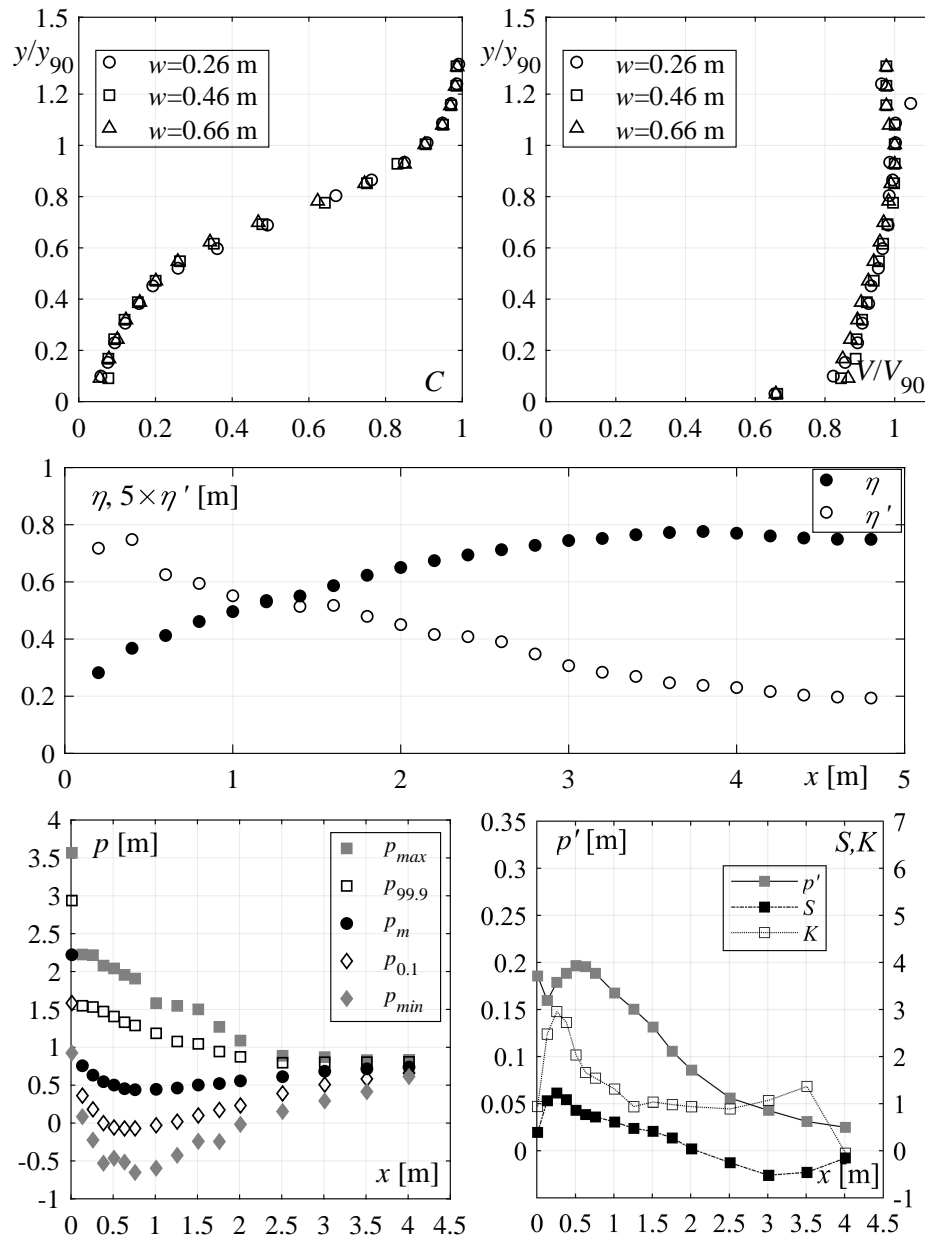 1.5
y/y90
1.2
1
0.8
0.6
0.4
0.2
0
w=0.26 m
w=0.46 m
w=0.66 m
C
0 0.2 0.4 0.6 0.8 1
1.5
y/y90
1.2
1
0.8
0.6
0.4
0.2
0
w=0.26 m
w=0.46 m
w=0.66 m
V/V90
0 0.2 0.4 0.6 0.8 1
1
0.8
0.6
0.4
0.2
0
η, 5×η' [m]
η
η'
0 1 2 3 4 5
x [m]
4
3.5
3
2.5
2
1.5
1
0.5
0
-0.5
-1
p [m]
pmax
p99.9
pm
p0.1
pmin
x [m]
0 0.5 1 1.5 2 2.5 3 3.5 4 4.5
0.35
0.3
0.25
0.2
0.15
0.1
0.05
0
p' [m]
S,K
p'
S
K
7
6
5
4
3
2
1
0
-1
x [m]
0 0.5 1 1.5 2 2.5 3 3.5 4 4.5